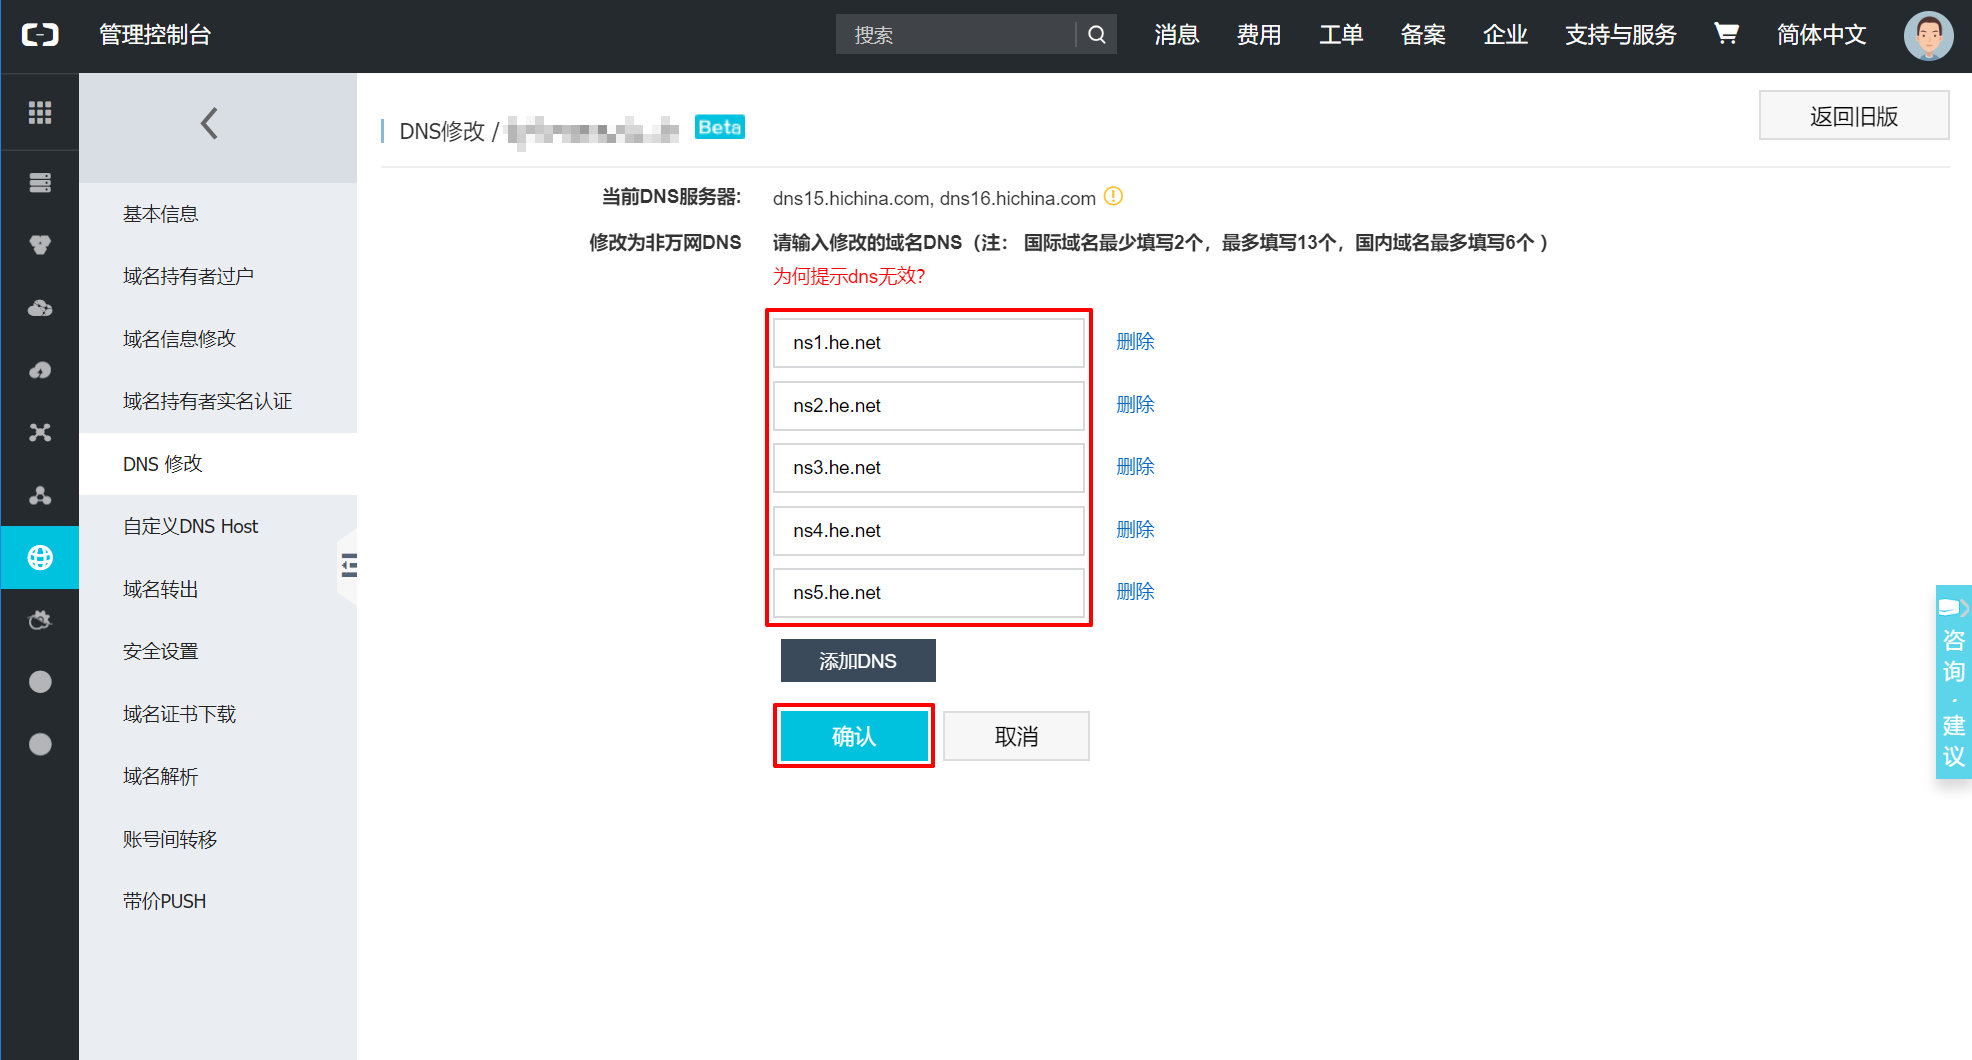 管理控制台
搜索
消息
费用
工单
备案
企业
支持与服务
简体中文
返回旧版
DNS修改 /
Beta
基本信息
域名持有者过户
域名信息修改
域名持有者实名认证
DNS 修改
自定义DNS Host
域名转出
安全设置
域名证书下载
域名解析
账号间转移
带价PUSH
当前DNS服务器:
dns15.hichina.com, dns16.hichina.com
修改为非万网DNS
请输入修改的域名DNS（注： 国际域名最少填写2个，最多填写13个，国内域名最多填写6个 ）
为何提示dns无效?
ns1.he.net
删除
ns2.he.net
删除
ns3.he.net
删除
ns4.he.net
删除
ns5.he.net
删除
添加DNS
确认
取消
咨询·建议